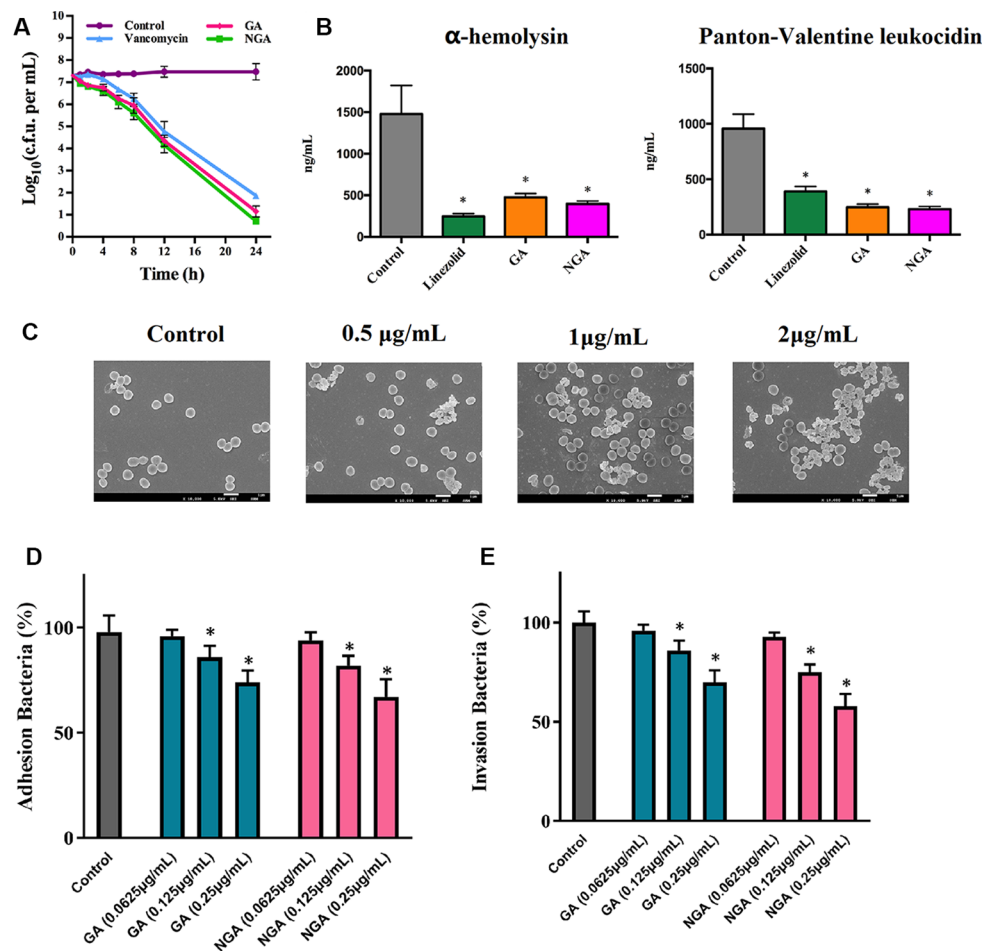 A
Control
Vancomycin
GA
NGA
Log10(c.f.u. per mL)
10
9
8
7
6
5
4
3
2
1
0
0 4 8 12 16 20 24
Time (h)
B
α-hemolysin
ng/mL
2000
1500
1000
500
0
Control
Linezolid
GA
NGA
* * *
Panton-Valentine leukocidin
ng/mL
1500
1000
500
0
Control
Linezolid
GA
NGA
* * *
C
Control
0.5 μg/mL
1μg/mL
2μg/mL
D
Adhesion Bacteria (%)
100
50
0
* * * *
Control
GA (0.0625μg/mL)
GA (0.125μg/mL)
GA (0.25μg/mL)
NGA (0.0625μg/mL)
NGA (0.125μg/mL)
NGA (0.25μg/mL)
E
Invasion Bacteria (%)
100
50
0
* * * *
Control
GA (0.0625μg/mL)
GA (0.125μg/mL)
GA (0.25μg/mL)
NGA (0.0625μg/mL)
NGA (0.125μg/mL)
NGA (0.25μg/mL)